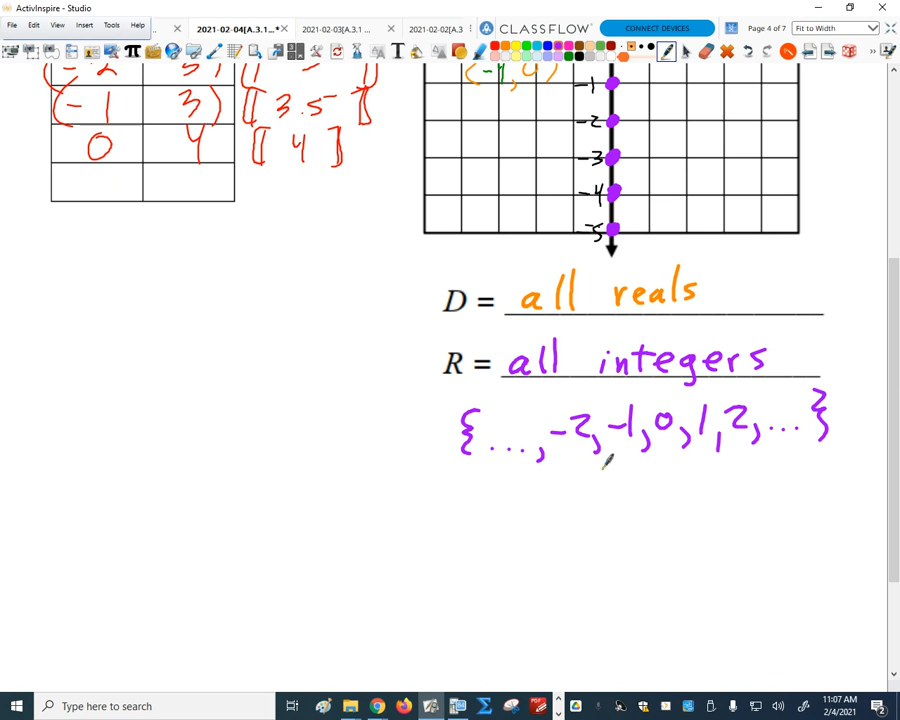 ActivInspire - Studio
File Edit View Insert Tools Help
2021-02-04(A.3.1...* 2021-02-03(A.3.1 ... 2021-02-02(A.3
CLASSFLOW CONNECT DEVICES Page 4 of 7 Fit to Width
(-1 3) [[ 3.5 ]]
0 4 [[ 4 ]]
-1
-2
-3
-4
-5
D = all reals
R = all integers
{..., -2, -1, 0, 1, 2, ...}
Type here to search
11:07 AM
2/4/2021